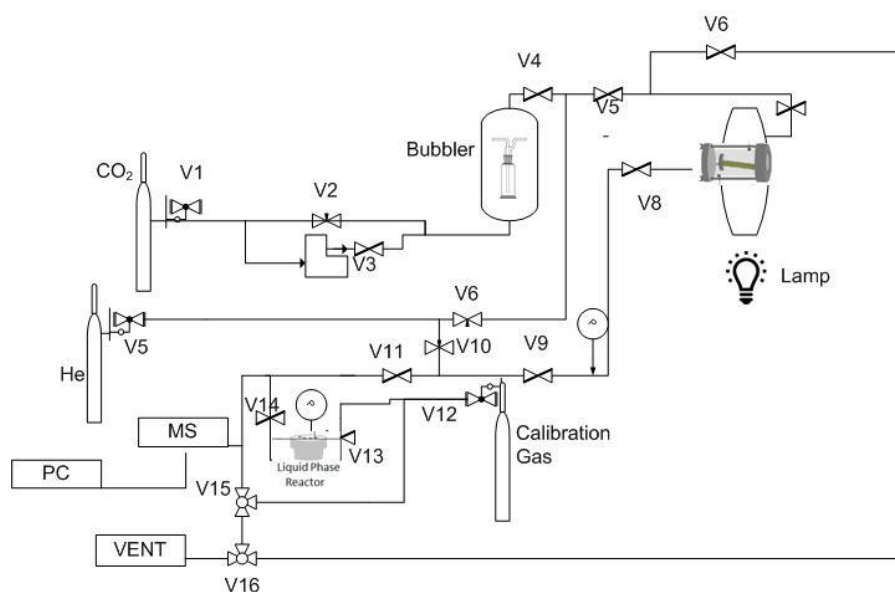 V6
V4
V5
Bubbler
CO₂
V1
V2
V8
V3
Lamp
V6
V5
V10
V9
V11
He
V14
V12
MS
V13
Calibration
Gas
PC
Liquid Phase
Reactor
V15
VENT
V16
P
P